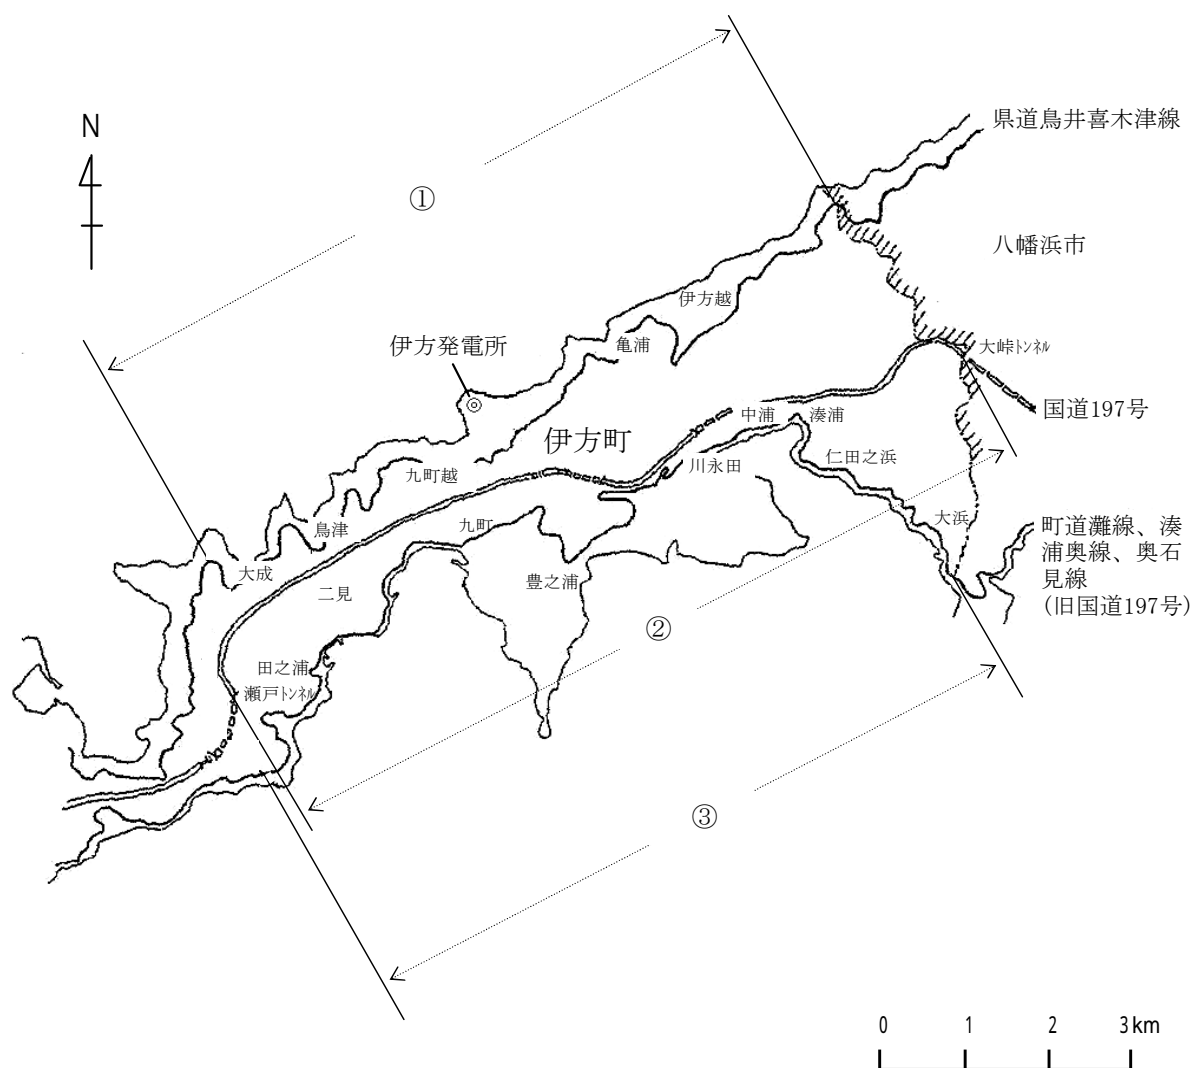 県道鳥井喜木津線
N
①
八幡浜市
伊方越
伊方発電所
亀浦
大峠トンネル
国道197号
中浦
湊浦
伊方町
川永田
仁田之浜
九町越
九町
大浜
鳥津
大成
二見
豊之浦
町道灘線、湊
浦奥線、奥石
見線
(旧国道197号)
②
田之浦
瀬戸トンネル
③
0 1 2 3km